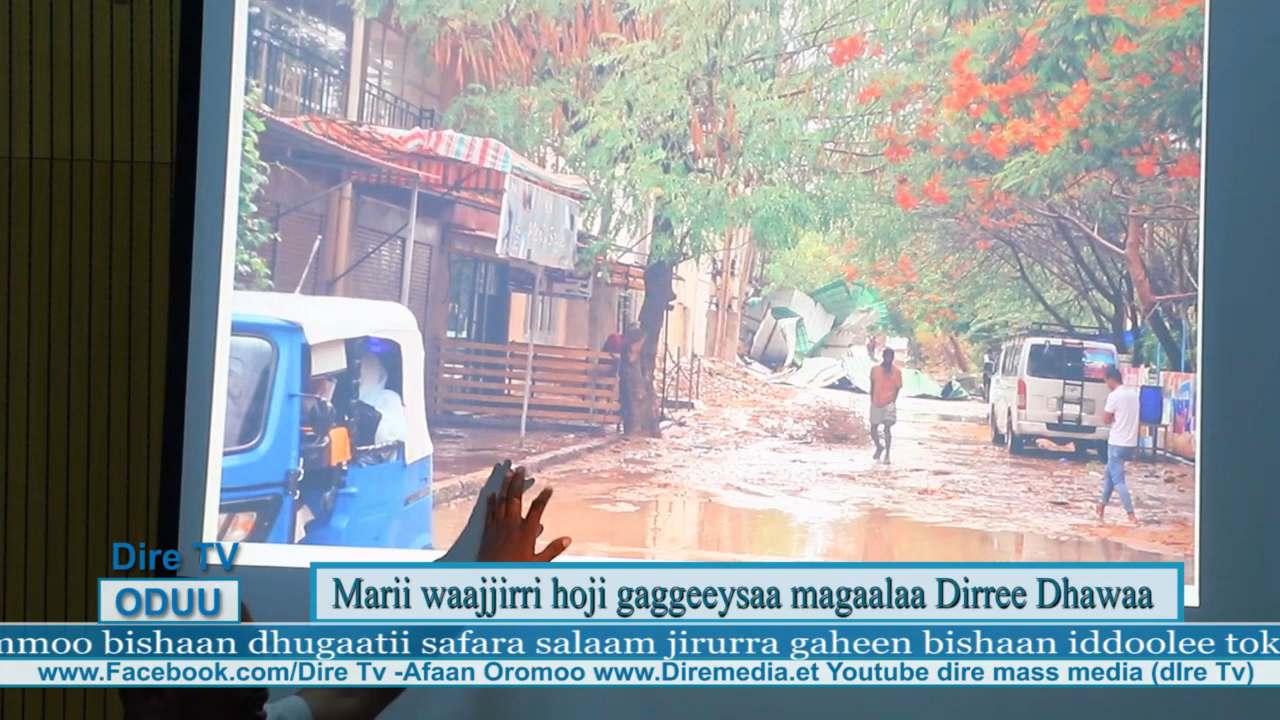 Dire TV
ODUU
Marii waajjirri hoji gaggeeysaa magaalaa Dirree Dhawaa
mmoo bishaan dhugaatii safara salaam jirurra gaheen bishaan iddoolee tok
www.Facebook.com/Dire Tv -Afaan Oromoo www.Diremedia.et Youtube dire mass media (dIre Tv)